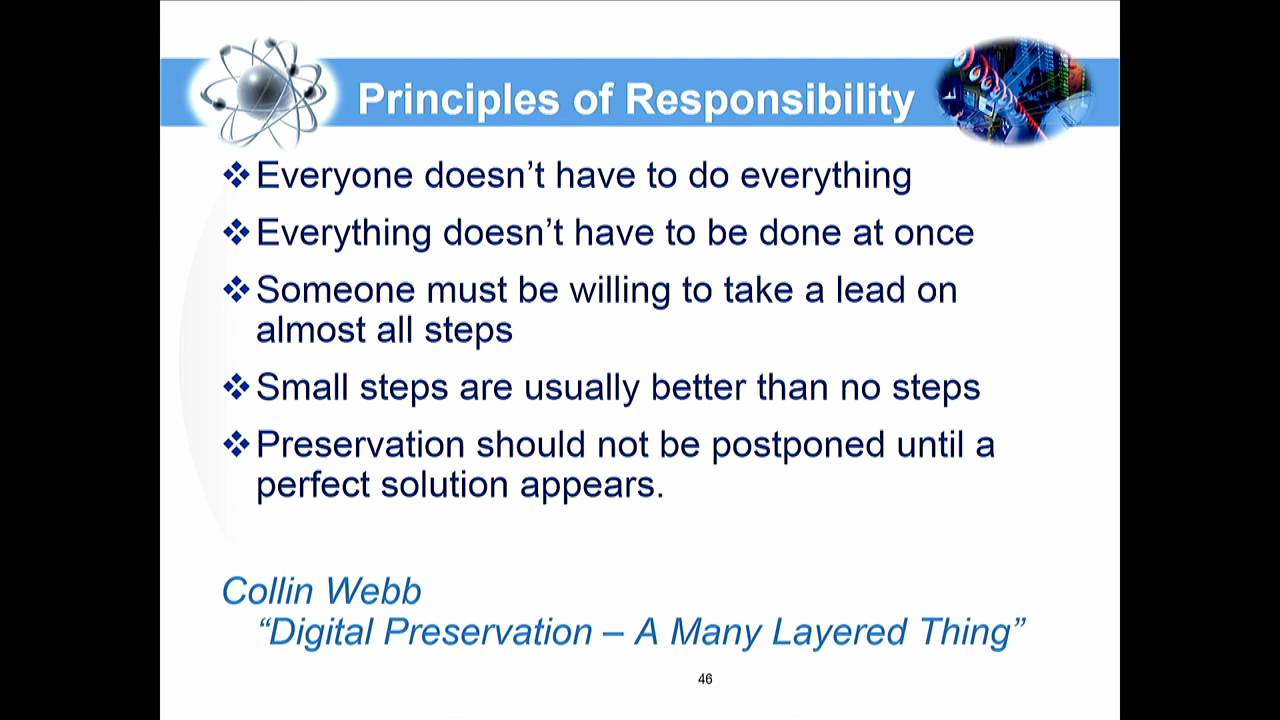 Principles of Responsibility
❖Everyone doesn’t have to do everything
❖Everything doesn’t have to be done at once
❖Someone must be willing to take a lead on
almost all steps
❖Small steps are usually better than no steps
❖Preservation should not be postponed until a
perfect solution appears.
Collin Webb
“Digital Preservation – A Many Layered Thing”
46